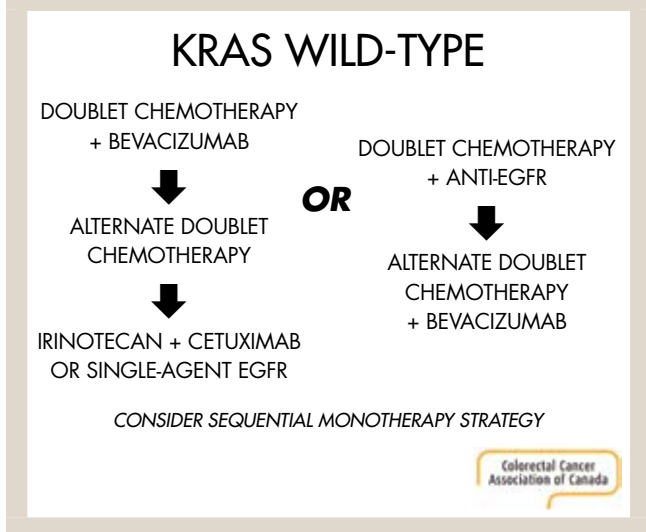 KRAS WILD-TYPE
DOUBLET CHEMOTHERAPY
+ BEVACIZUMAB
ALTERNATE DOUBLET
CHEMOTHERAPY
IRINOTECAN + CETUXIMAB
OR SINGLE-AGENT EGFR
OR
DOUBLET CHEMOTHERAPY
+ ANTI-EGFR
ALTERNATE DOUBLET
CHEMOTHERAPY
+ BEVACIZUMAB
CONSIDER SEQUENTIAL MONOTHERAPY STRATEGY
Colorectal Cancer
Association of Canada